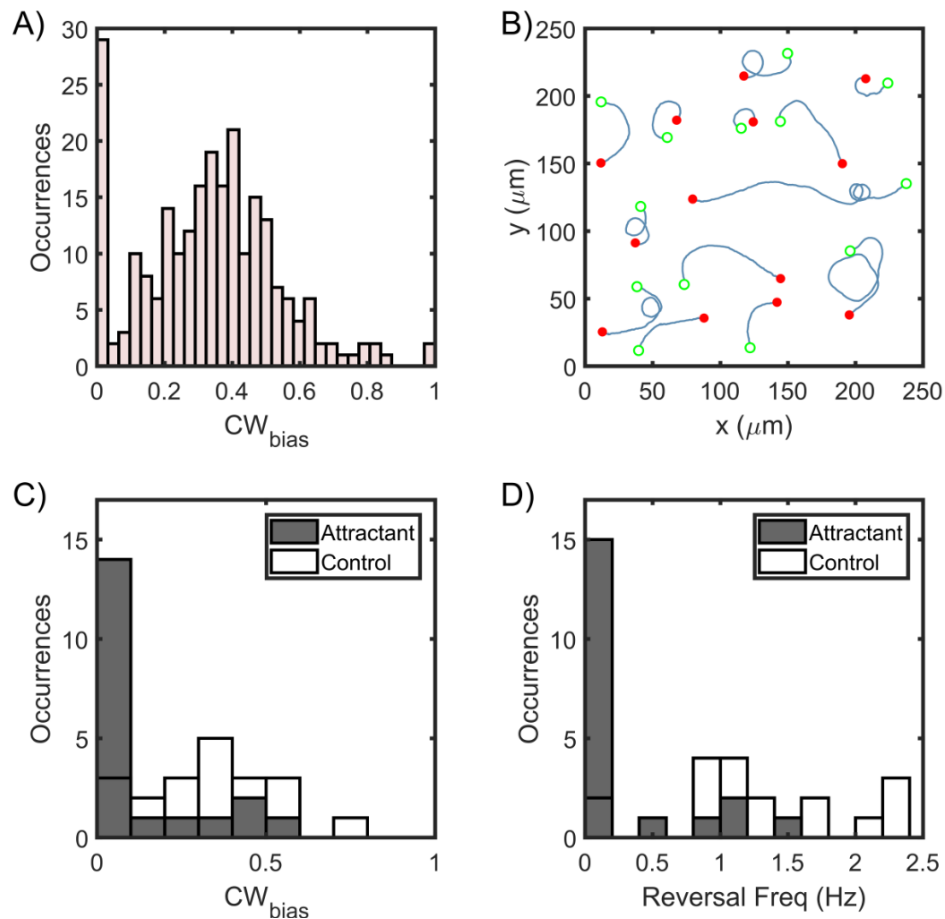 A)
30
25
20
15
10
5
0
Occurrences
0 0.2 0.4 0.6 0.8 1
CW_bias
B)
250
200
150
100
50
0
y (μm)
0 50 100 150 200 250
x (μm)
C)
15
10
5
0
Occurrences
Attractant
Control
0 0.5 1
CW_bias
D)
15
10
5
0
Occurrences
Attractant
Control
0 0.5 1 1.5 2 2.5
Reversal Freq (Hz)